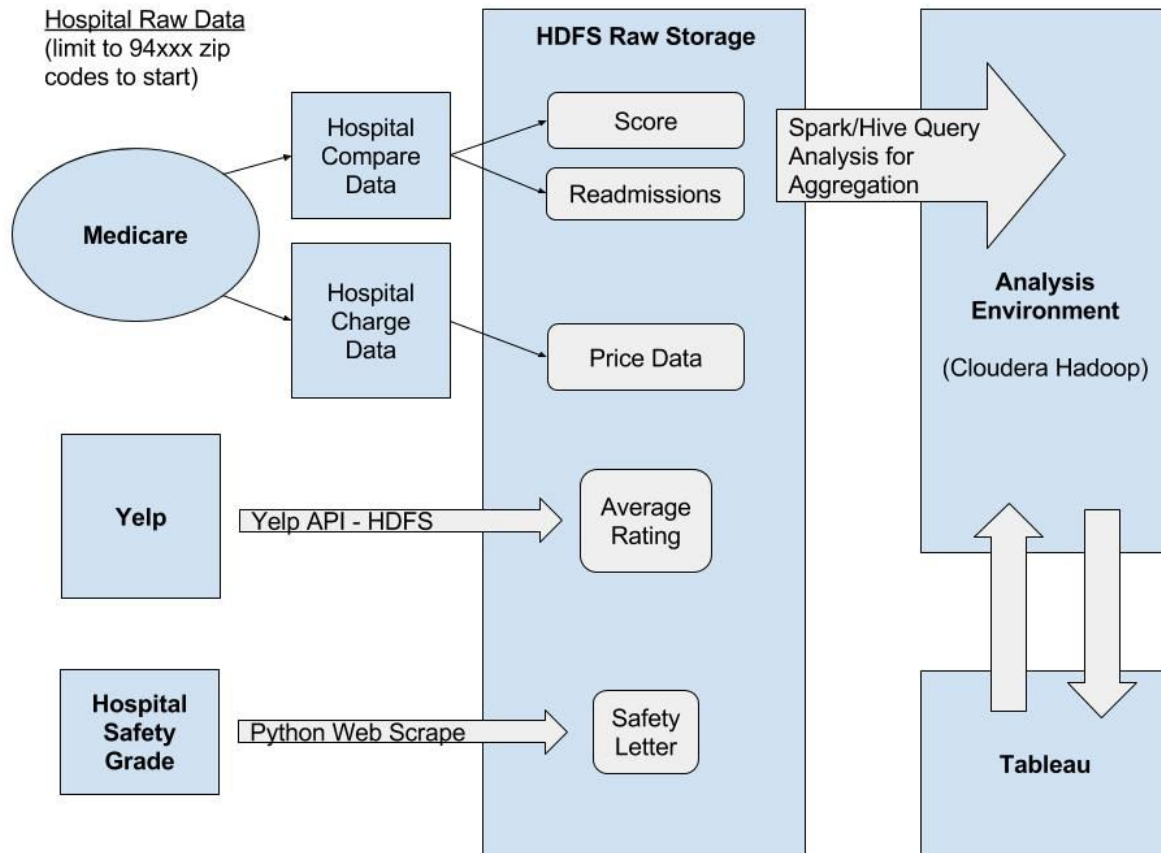 Hospital Raw Data
(limit to 94xxx zip
codes to start)
HDFS Raw Storage
Medicare
Hospital
Compare
Data
Score
Readmissions
Spark/Hive Query
Analysis for
Aggregation
Hospital
Charge
Data
Price Data
Analysis
Environment
(Cloudera Hadoop)
Yelp
Yelp API - HDFS
Average
Rating
Hospital
Safety
Grade
Python Web Scrape
Safety
Letter
Tableau